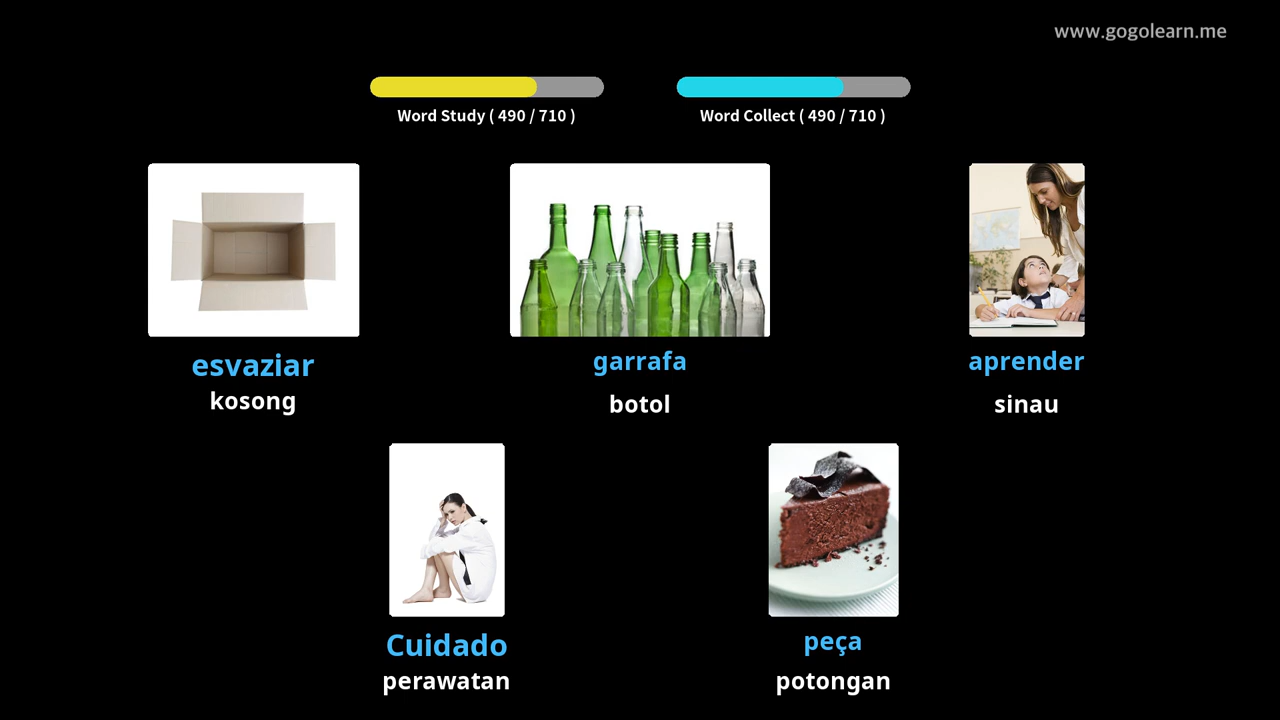 www.gogolearn.me
Word Study ( 490 / 710 )
Word Collect ( 490 / 710 )
esvaziar
kosong
garrafa
botol
aprender
sinau
Cuidado
perawatan
peça
potongan